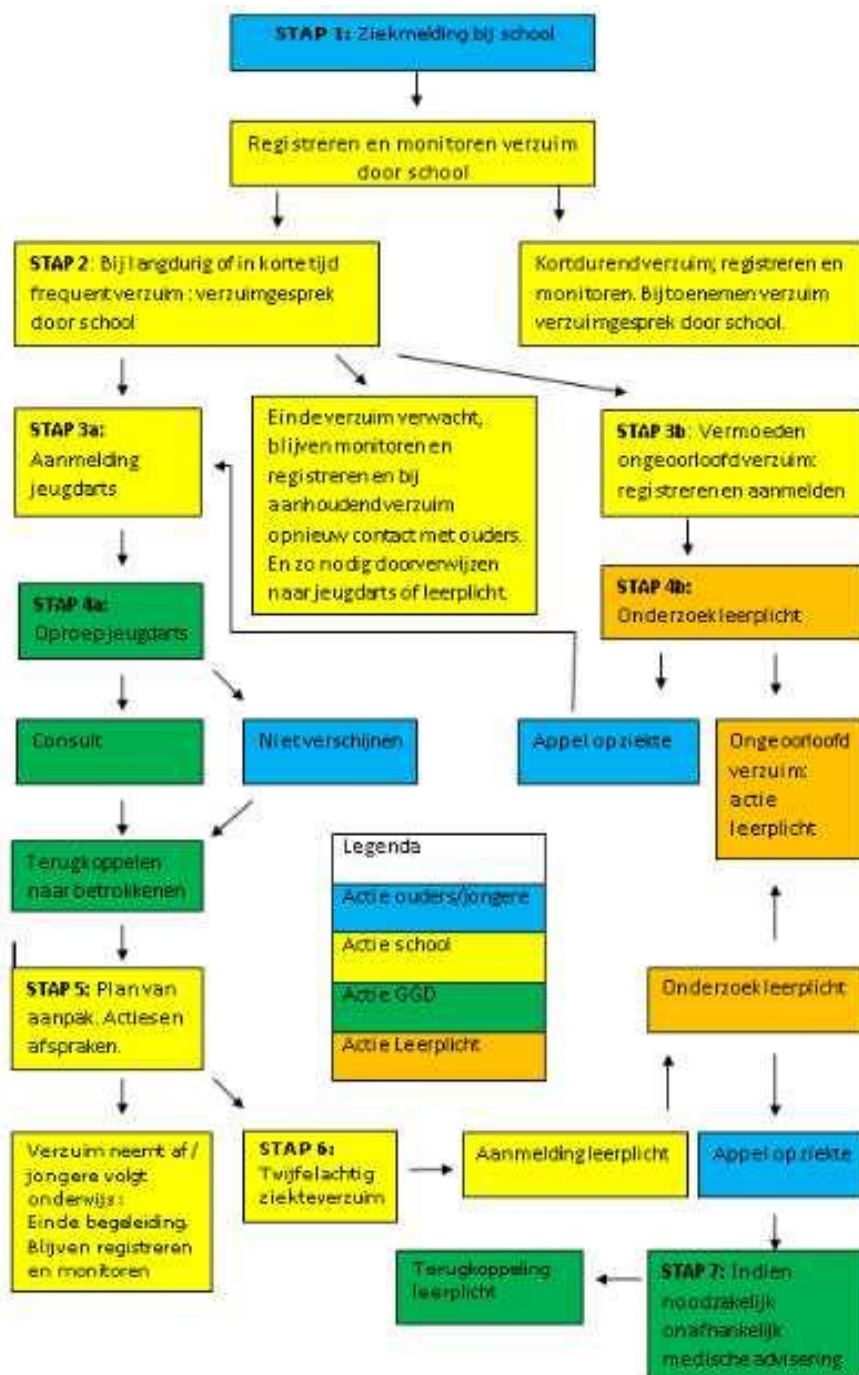 STAP 1: Ziekmelding bij school
Registreren en monitoren verzuim
door school
STAP 2: Bij langdurig of in korte tijd
frequent verzuim : verzuimgesprek
door school
Kortdurend verzuim; registreren en
monitoren. Bij toenemen verzuim
verzuimgesprek door school.
STAP 3a:
Aanmelding
jeugdarts
Einde verzuim verwacht,
blijven monitoren en
registreren en bij
aanhoudend verzuim
opnieuw contact met ouders.
En zo nodig doorverwijzen
naar jeugdarts óf leerplicht.
STAP 3b: Vermoeden
ongeoorloofd verzuim:
registreren en aanmelden
STAP 4a:
Oproep jeugdarts
STAP 4b:
Onderzoek leerplicht
Consult
Niet verschijnen
Appel op ziekte
Ongeoorloofd
verzuim:
actie
leerplicht
Terugkoppelen
naar betrokkenen
Legenda
Actie ouders/jongere
Actie school
Actie GGD
Actie Leerplicht
STAP 5: Plan van
aanpak. Acties en
afspraken.
Onderzoek leerplicht
Verzuim neemt af /
jongere volgt
onderwijs :
Einde begeleiding.
Blijven registreren
en monitoren
STAP 6:
Twijfelachtig
ziekteverzuim
Aanmelding leerplicht
Appel op ziekte
Terugkoppeling
leerplicht
STAP 7: Indien
noodzakelijk
onafhankelijk
medische advisering